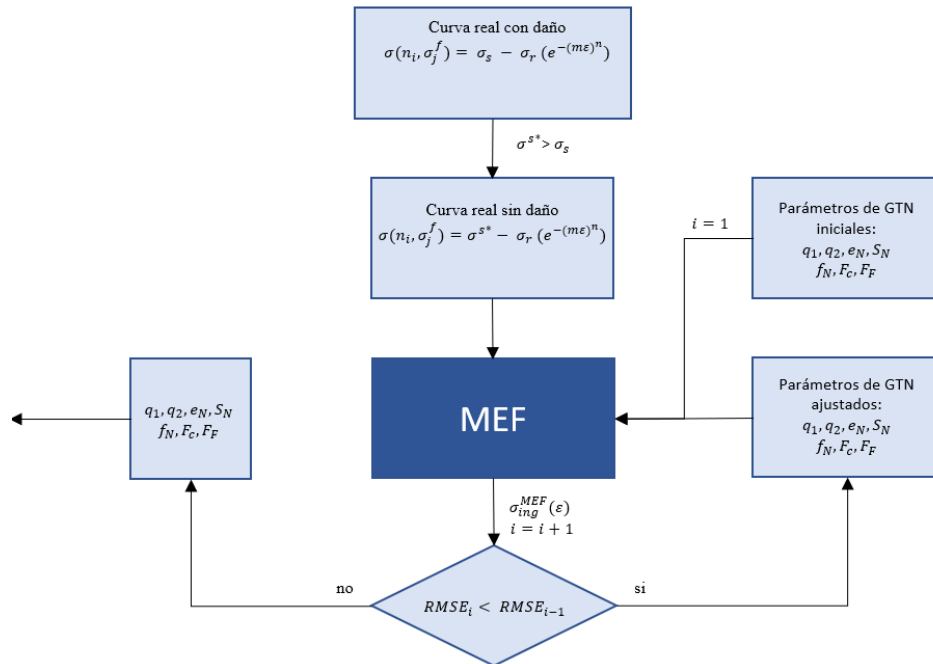 Curva real con daño
σ(n_i, σ_j^f) = σ_s − σ_r (e^{−(mε)^n})
σ^{s*} > σ_s
Curva real sin daño
σ(n_i, σ_j^f) = σ^{s*} − σ_r (e^{−(mε)^n})
i = 1
Parámetros de GTN
iniciales:
q_1, q_2, e_N, S_N
f_N, F_c, F_F
q_1, q_2, e_N, S_N
f_N, F_c, F_F
MEF
Parámetros de GTN
ajustados:
q_1, q_2, e_N, S_N
f_N, F_c, F_F
σ_{ing}^{MEF}(ε)
i = i + 1
no
RMSE_i < RMSE_{i−1}
si